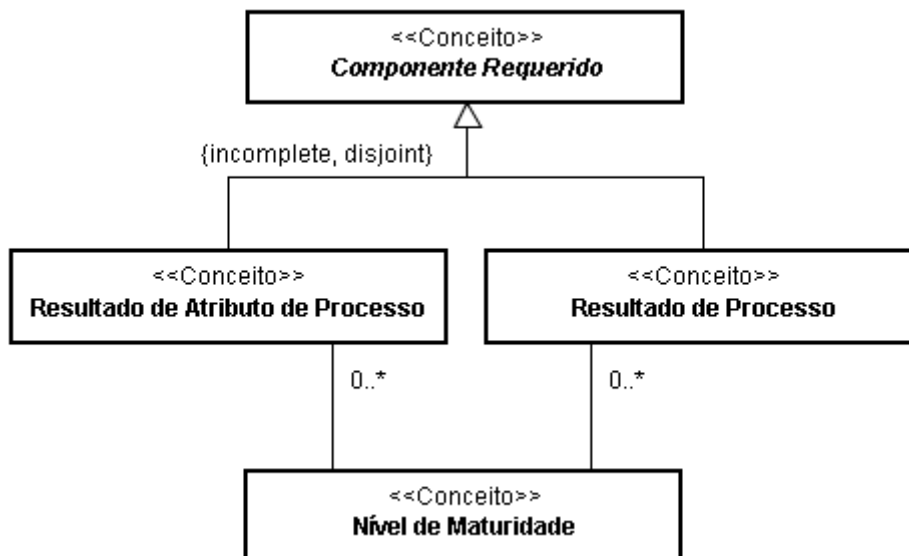 <<Conceito>>
Componente Requerido
{incomplete, disjoint}
<<Conceito>>
Resultado de Atributo de Processo
<<Conceito>>
Resultado de Processo
0..*
0..*
<<Conceito>>
Nível de Maturidade